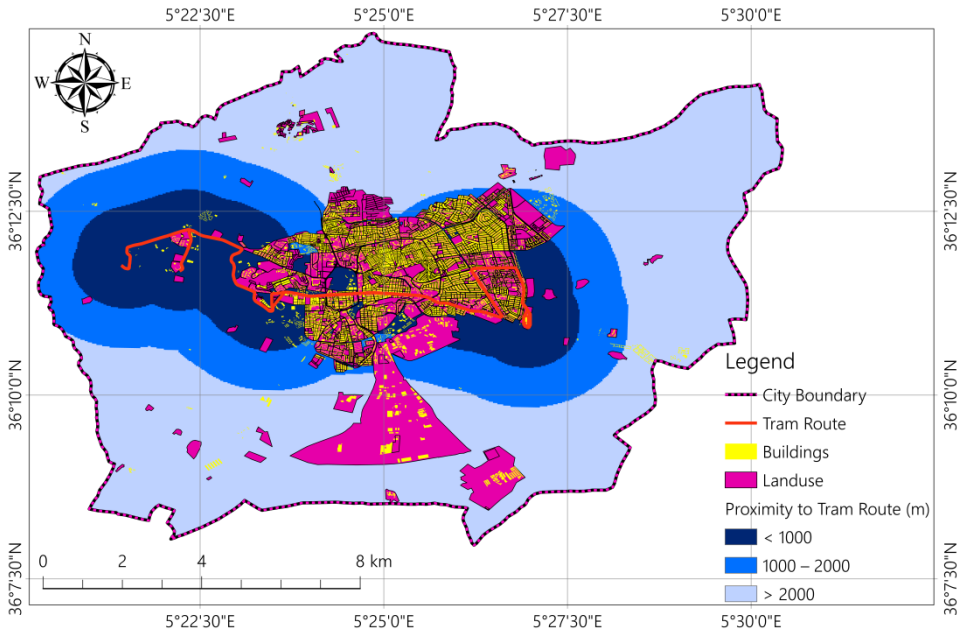 5°22'30"E 5°25'0"E 5°27'30"E 5°30'0"E
N
W E
S
36°12'30"N 36°12'30"N
36°10'0"N 36°10'0"N
36°7'30"N 36°7'30"N
Legend
City Boundary
Tram Route
Buildings
Landuse
Proximity to Tram Route (m)
< 1000
1000 – 2000
> 2000
0 2 4 8 km
5°22'30"E 5°25'0"E 5°27'30"E 5°30'0"E